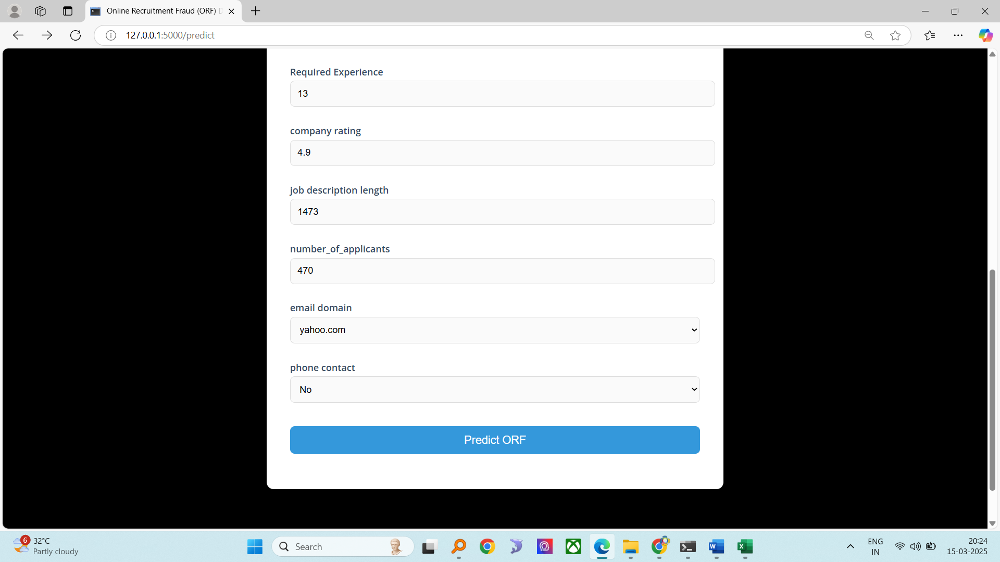 Online Recruitment Fraud (ORF) D
127.0.0.1:5000/predict
Required Experience
13
company rating
4.9
job description length
1473
number_of_applicants
470
email domain
yahoo.com
phone contact
No
Predict ORF
6
32°C
Partly cloudy
Search
W
X
ENG
IN
20:24
15-03-2025